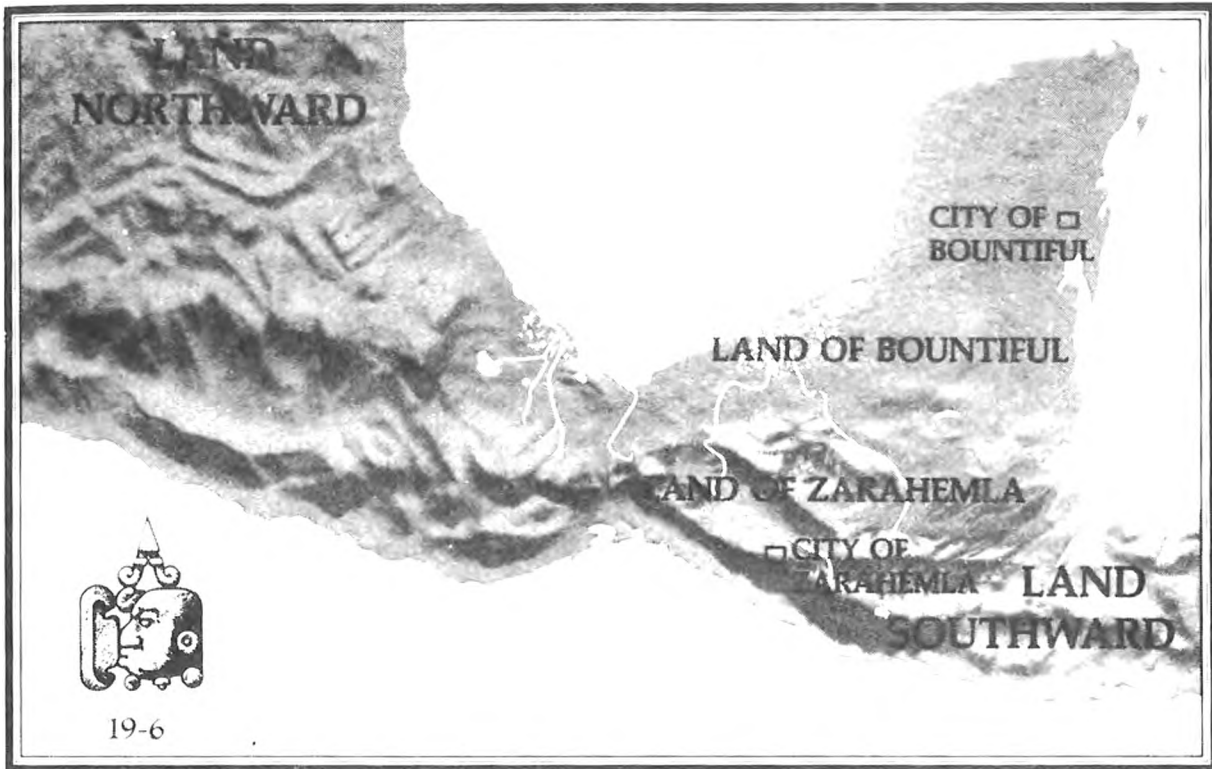 LAND
NORTHWARD
CITY OF
BOUNTIFUL
LAND OF BOUNTIFUL
LAND OF ZARAHEMLA
CITY OF
ZARAHEMLA
LAND
SOUTHWARD
19-6